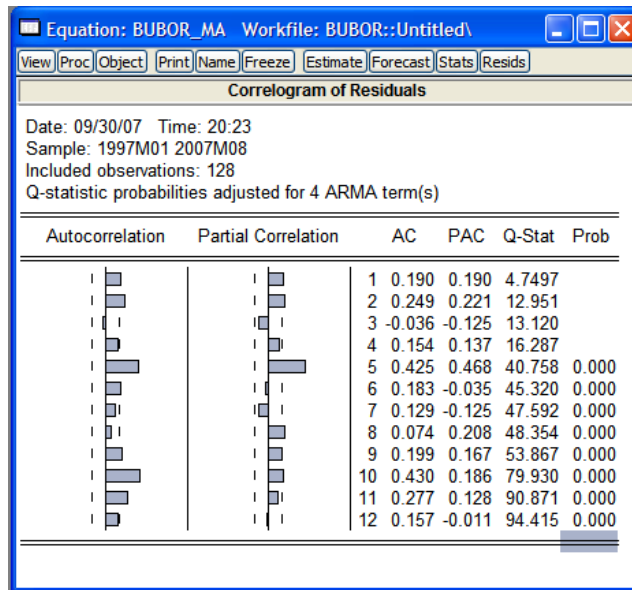 Equation: BUBOR_MA Workfile: BUBOR::Untitled\
View Proc Object Print Name Freeze Estimate Forecast Stats Resids
Correlogram of Residuals
Date: 09/30/07 Time: 20:23
Sample: 1997M01 2007M08
Included observations: 128
Q-statistic probabilities adjusted for 4 ARMA term(s)
Autocorrelation Partial Correlation AC PAC Q-Stat Prob
1 0.190 0.190 4.7497
2 0.249 0.221 12.951
3 -0.036 -0.125 13.120
4 0.154 0.137 16.287
5 0.425 0.468 40.758 0.000
6 0.183 -0.035 45.320 0.000
7 0.129 -0.125 47.592 0.000
8 0.074 0.208 48.354 0.000
9 0.199 0.167 53.867 0.000
10 0.430 0.186 79.930 0.000
11 0.277 0.128 90.871 0.000
12 0.157 -0.011 94.415 0.000